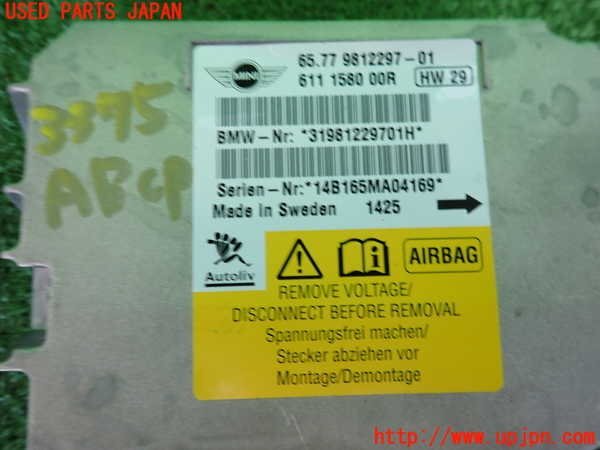 USED PARTS JAPAN
MINI
65.77 9812297-01
611 1580 00R
HW 29
BMW-Nr: *31981229701H*
Serien-Nr:*14B165MA04169*
Made in Sweden 1425
3375
ABCP
Autoliv
AIRBAG
REMOVE VOLTAGE/
DISCONNECT BEFORE REMOVAL
Spannungsfrei machen/
Stecker abziehen vor
Montage/Demontage
http://www.upjpn.com/